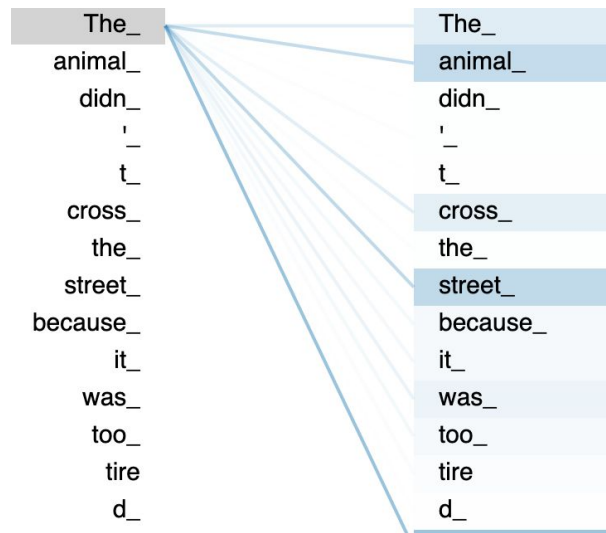 The_ The_
animal_ animal_
didn_ didn_
'_ '_
t_ t_
cross_ cross_
the_ the_
street_ street_
because_ because_
it_ it_
was_ was_
too_ too_
tire tire
d_ d_